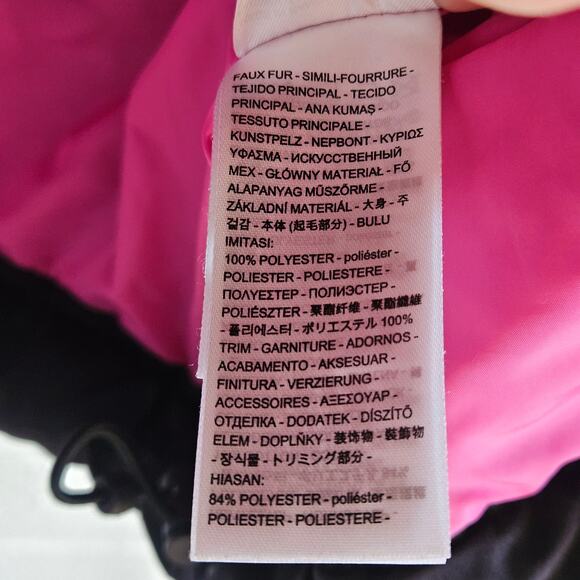 FAUX FUR - SIMILI-FOURRURE -
TEJIDO PRINCIPAL - TECIDO
PRINCIPAL - ANA KUMAŞ -
TESSUTO PRINCIPALE -
KUNSTPELZ - NEPBONT - ΚΥΡΙΩΣ
ΥΦΑΣΜΑ - ИСКУССТВЕННЫЙ
МЕХ - GŁÓWNY MATERIAŁ - FŐ
ALAPANYAG MŰSZŐRME -
ZÁKLADNÍ MATERIÁL - 大身 - 주
겉감 - 本体 (起毛部分) - BULU
IMITASI:
100% POLYESTER - poliéster -
POLIESTER - POLIESTERE -
ΠΟΛΥΕΣΤΕΡ - ПОЛИЭСТЕР -
POLIÉSZTER - 聚酯纤维 - 聚酯纖維
- 폴리에스터 - ポリエステル 100%
TRIM - GARNITURE - ADORNOS -
ACABAMENTO - AKSESUAR -
FINITURA - VERZIERUNG -
ACCESSOIRES - ΑΞΕΣΟΥΑΡ -
ОТДЕЛКА - DODATEK - DÍSZÍTŐ
ELEM - DOPLŇKY - 装饰物 - 裝飾物
- 장식물 - トリミング部分 -
HIASAN:
84% POLYESTER - poliéster -
POLIESTER - POLIESTERE -